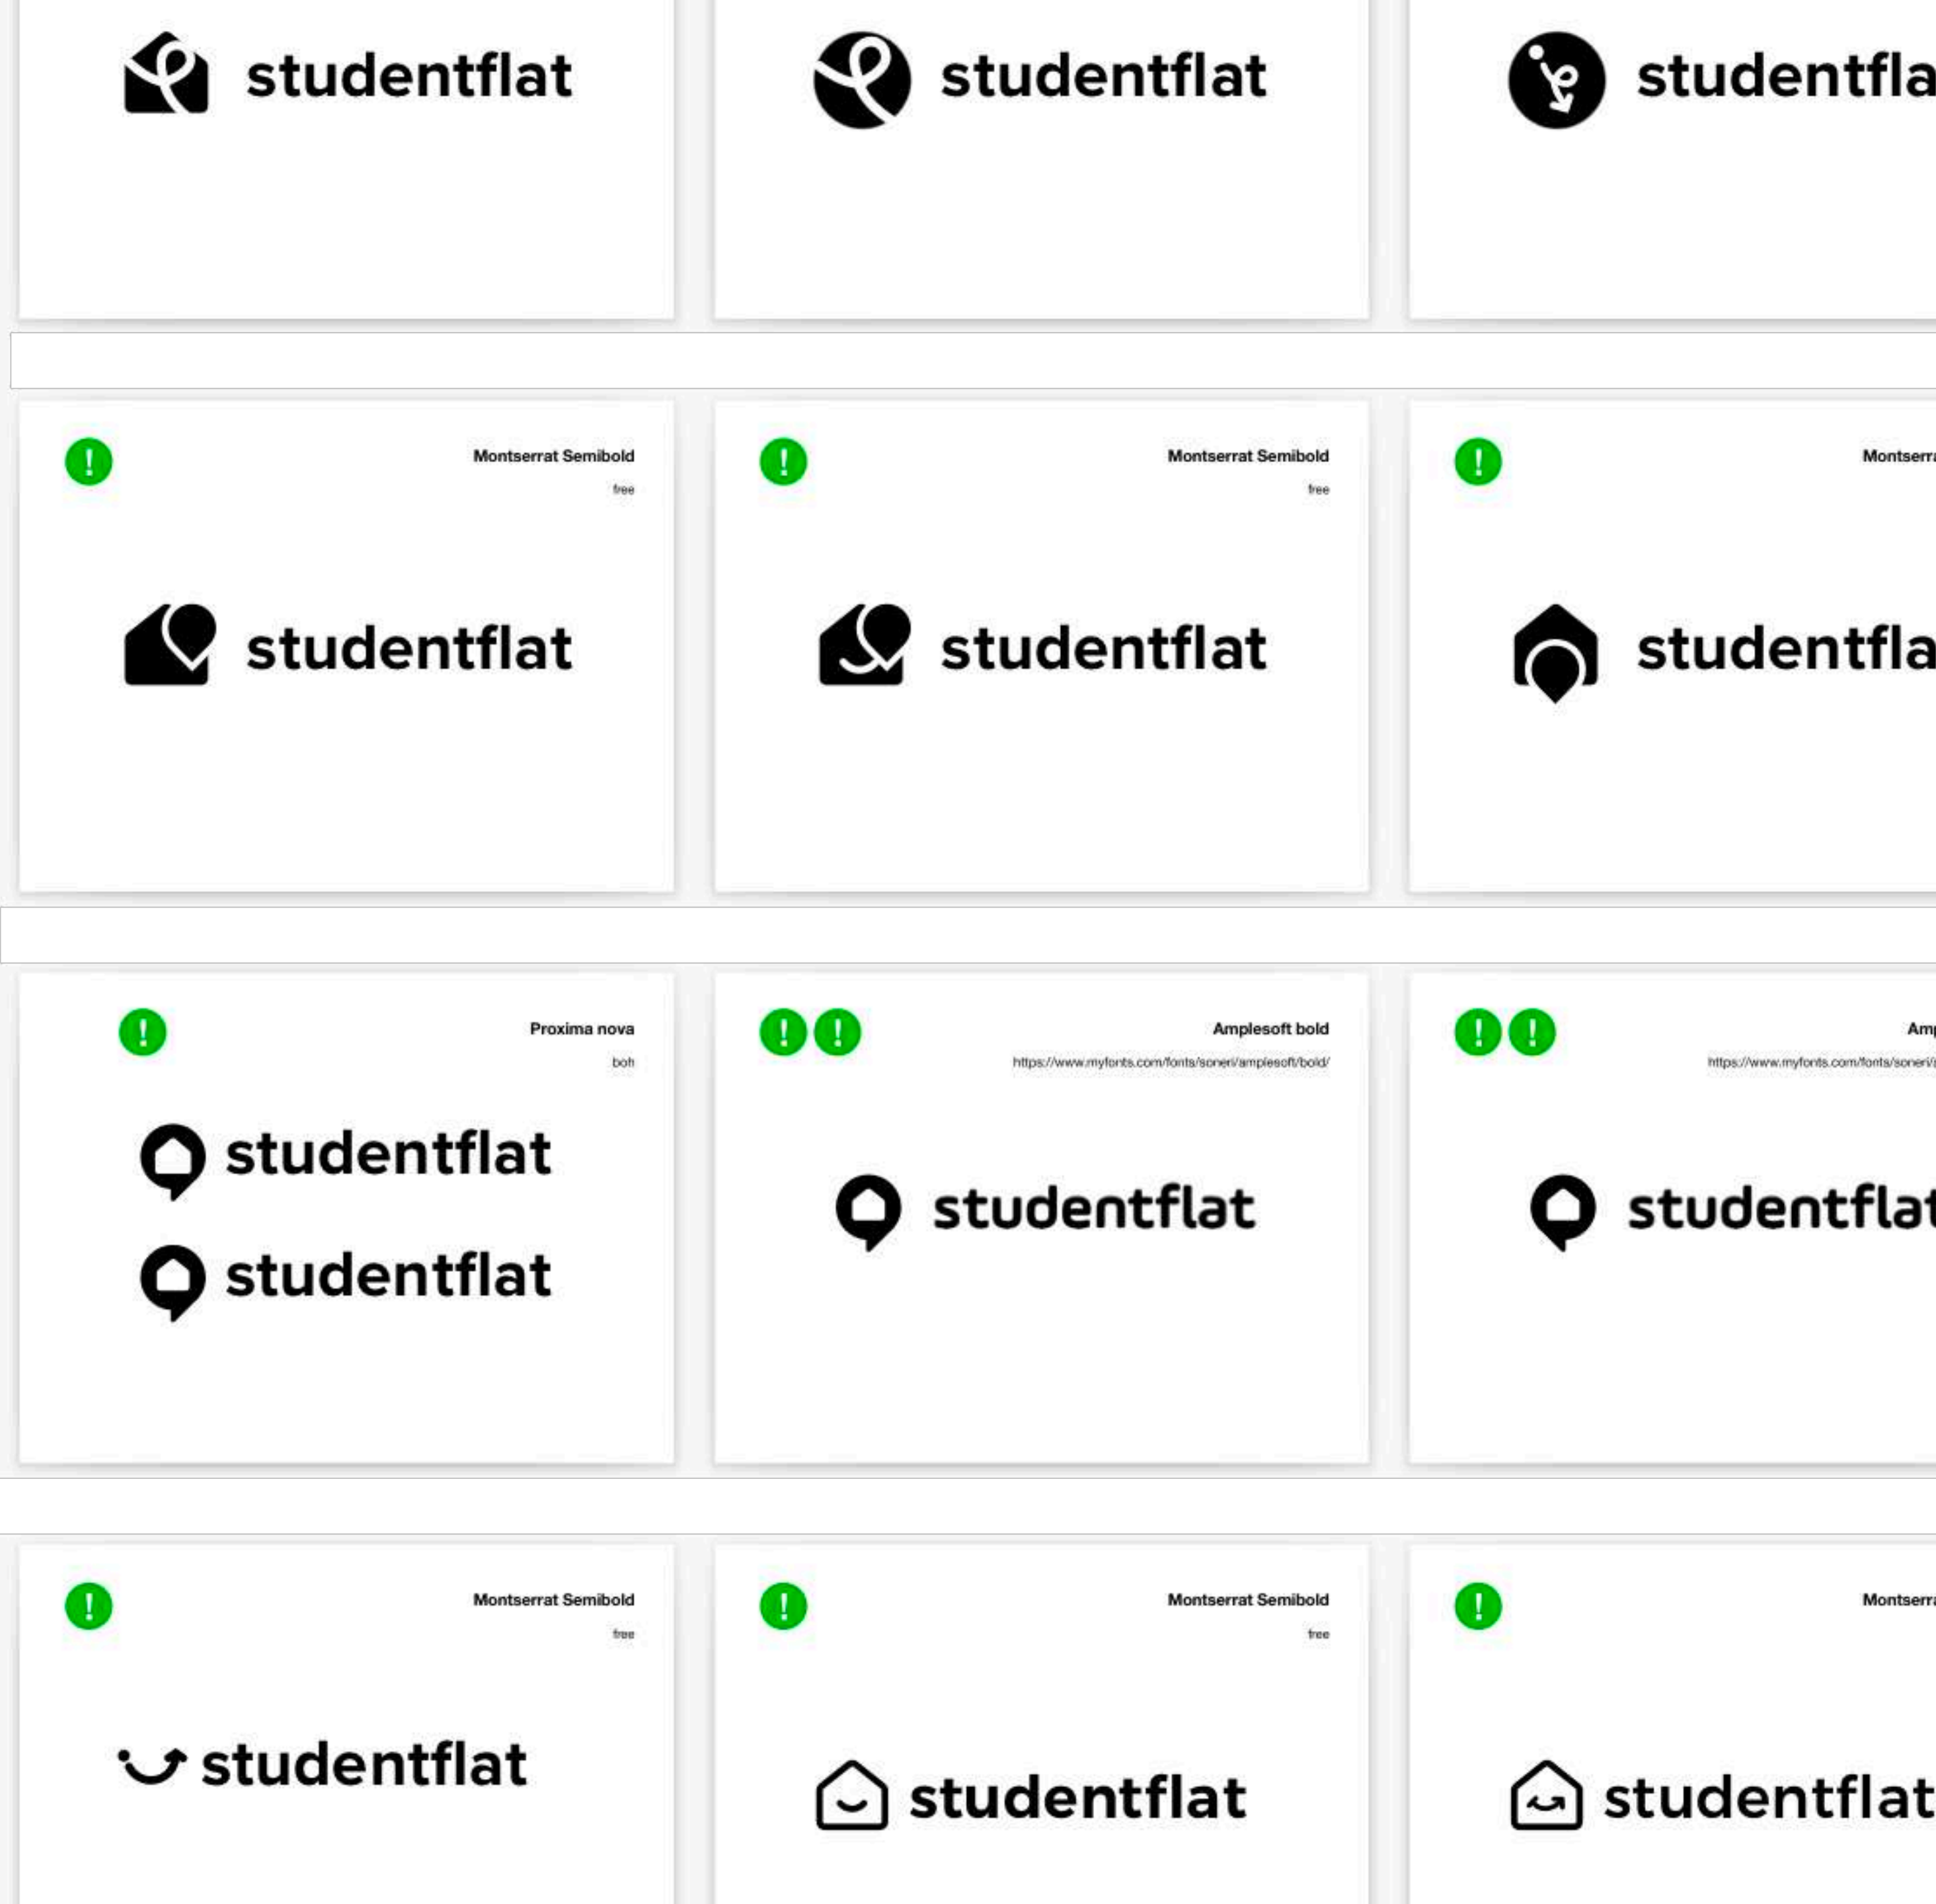 studentflat
studentflat
studentfla
!
Montserrat Semibold
free
!
Montserrat Semibold
free
!
Montserra
studentflat
studentflat
studentfla
!
Proxima nova
boh
! !
Amplesoft bold
https://www.myfonts.com/fonts/soneri/amplesoft/bold/
! !
Amp
https://www.myfonts.com/fonts/soneri/
studentflat
studentflat
studentflat
studentflat
!
Montserrat Semibold
free
!
Montserrat Semibold
free
!
Montserra
studentflat
studentflat
studentflat